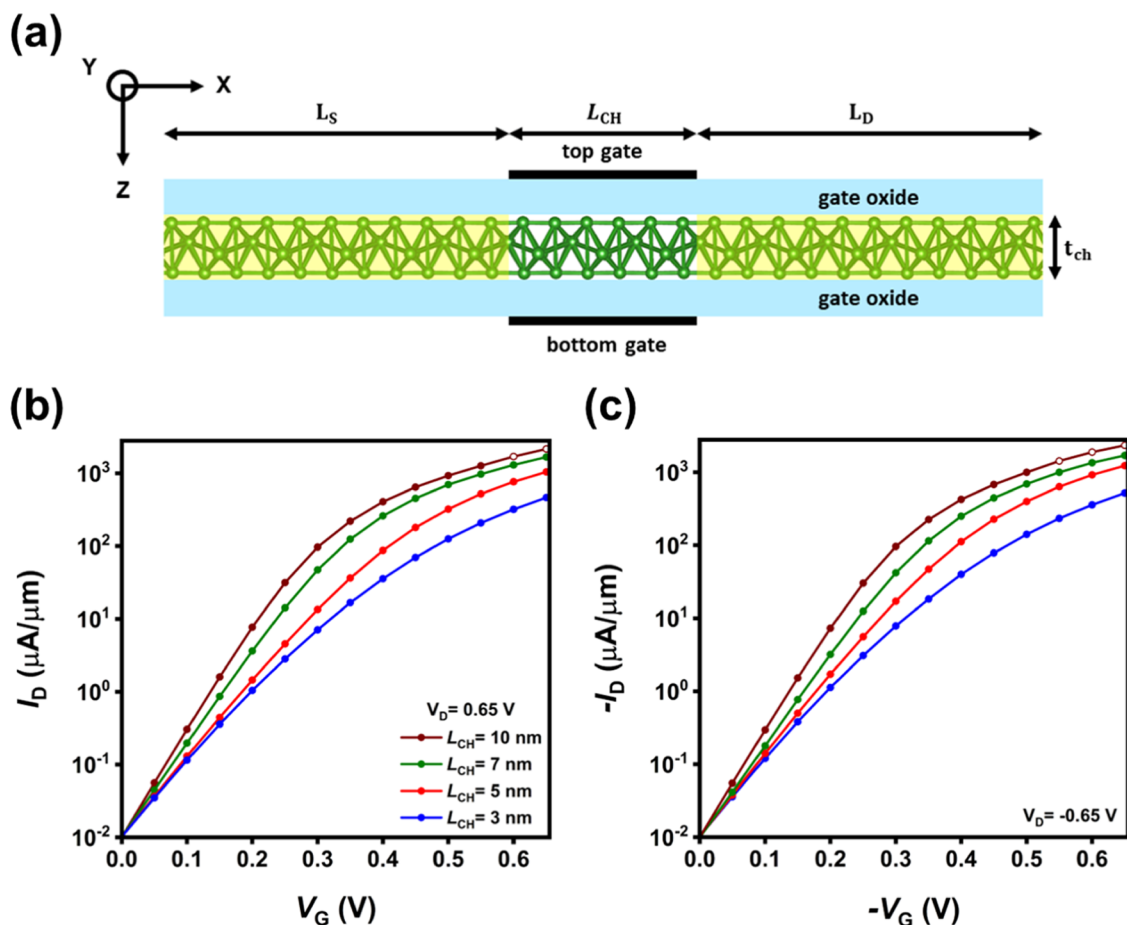 (a)
Y
X
Z
L_S
L_CH
L_D
top gate
gate oxide
t_ch
gate oxide
bottom gate
(b)
10^3
10^2
10^1
10^0
10^-1
10^-2
I_D (μA/μm)
V_D= 0.65 V
L_CH= 10 nm
L_CH= 7 nm
L_CH= 5 nm
L_CH= 3 nm
0.0 0.1 0.2 0.3 0.4 0.5 0.6
V_G (V)
(c)
10^3
10^2
10^1
10^0
10^-1
10^-2
-I_D (μA/μm)
V_D= -0.65 V
0.0 0.1 0.2 0.3 0.4 0.5 0.6
-V_G (V)